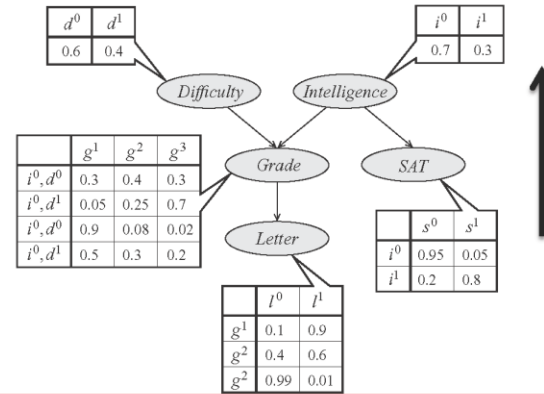 d⁰ d¹
0.6 0.4
i⁰ i¹
0.7 0.3
Difficulty
Intelligence
g¹ g² g³
i⁰, d⁰ 0.3 0.4 0.3
i⁰, d¹ 0.05 0.25 0.7
i⁰, d⁰ 0.9 0.08 0.02
i⁰, d¹ 0.5 0.3 0.2
Grade
SAT
s⁰ s¹
i⁰ 0.95 0.05
i¹ 0.2 0.8
Letter
l⁰ l¹
g¹ 0.1 0.9
g² 0.4 0.6
g² 0.99 0.01